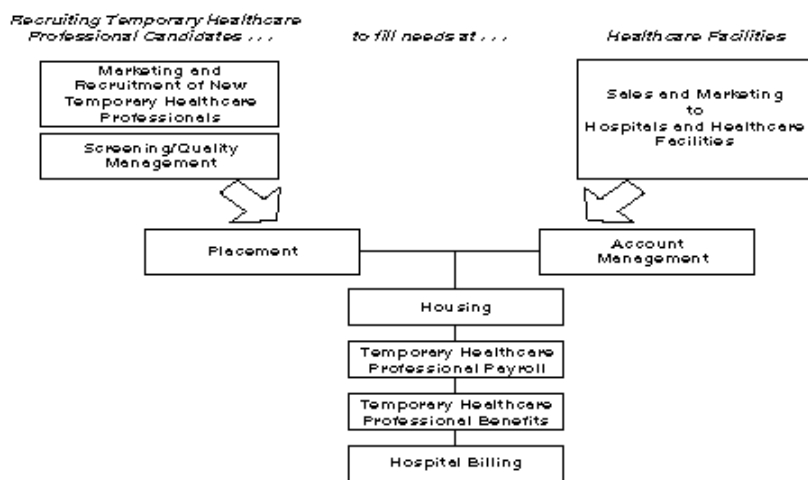 Recruiting Temporary Healthcare
Professional Candidates . . .
to fill needs at . . .
Healthcare Facilities
Marketing and
Recruitment of New
Temporary Healthcare
Professionals
Screening/Quality
Management
Sales and Marketing
to
Hospitals and Healthcare
Facilities
Placement
Account
Management
Housing
Temporary Healthcare
Professional Payroll
Temporary Healthcare
Professional Benefits
Hospital Billing